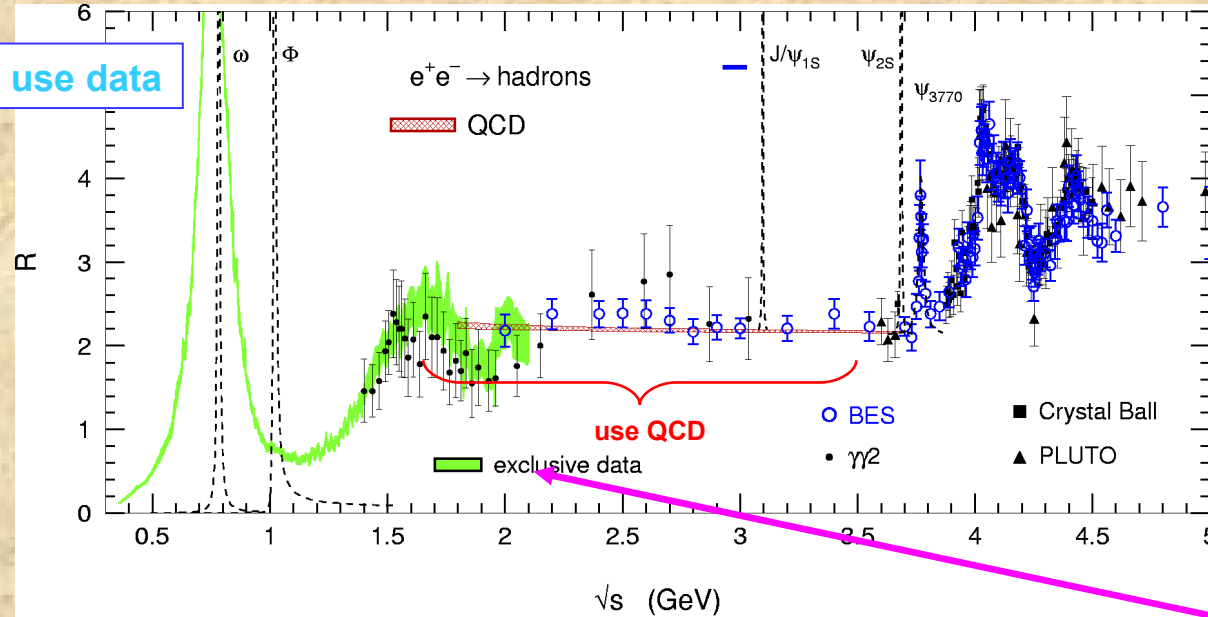 6
use data
ω
Φ
e⁺e⁻ → hadrons
J/ψ1S
ψ2S
ψ3770
QCD
4
3
R
2
1
0
use QCD
BES
Crystal Ball
γγ2
PLUTO
exclusive data
0.5 1 1.5 2 2.5 3 3.5 4 4.5 5
√s (GeV)